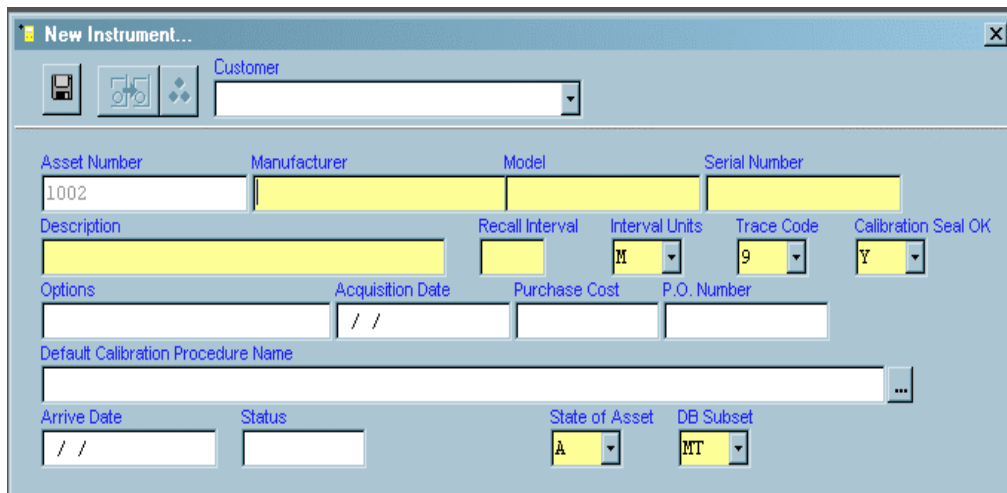 New Instrument...
Customer
Asset Number Manufacturer Model Serial Number
1002
Description Recall Interval Interval Units Trace Code Calibration Seal OK
M 9 Y
Options Acquisition Date Purchase Cost P.O. Number
/ /
Default Calibration Procedure Name
...
Arrive Date Status State of Asset DB Subset
/ / A MT